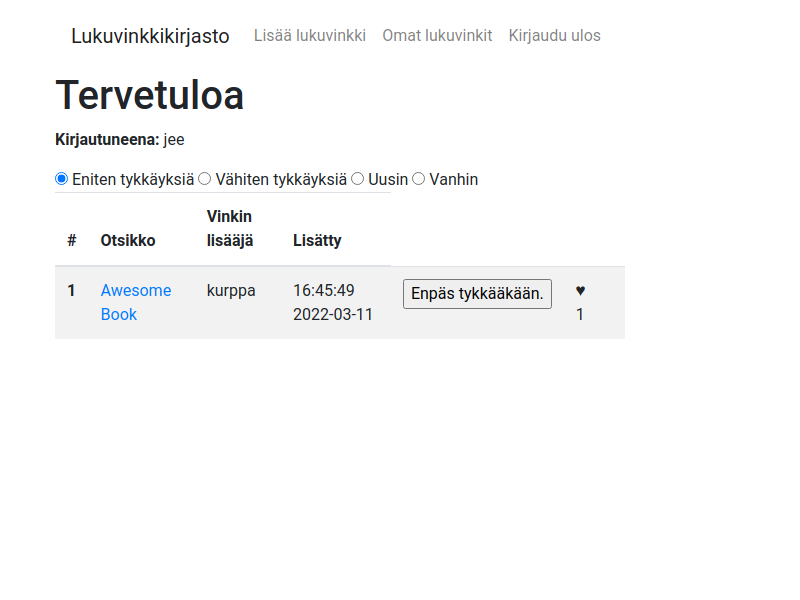 Lukuvinkkikirjasto Lisää lukuvinkki Omat lukuvinkit Kirjaudu ulos
Tervetuloa
Kirjautuneena: jee
Eniten tykkäyksiä Vähiten tykkäyksiä Uusin Vanhin
# Otsikko Vinkin lisääjä Lisätty
1 Awesome Book kurppa 16:45:49 2022-03-11 Enpäs tykkääkään. ♥ 1